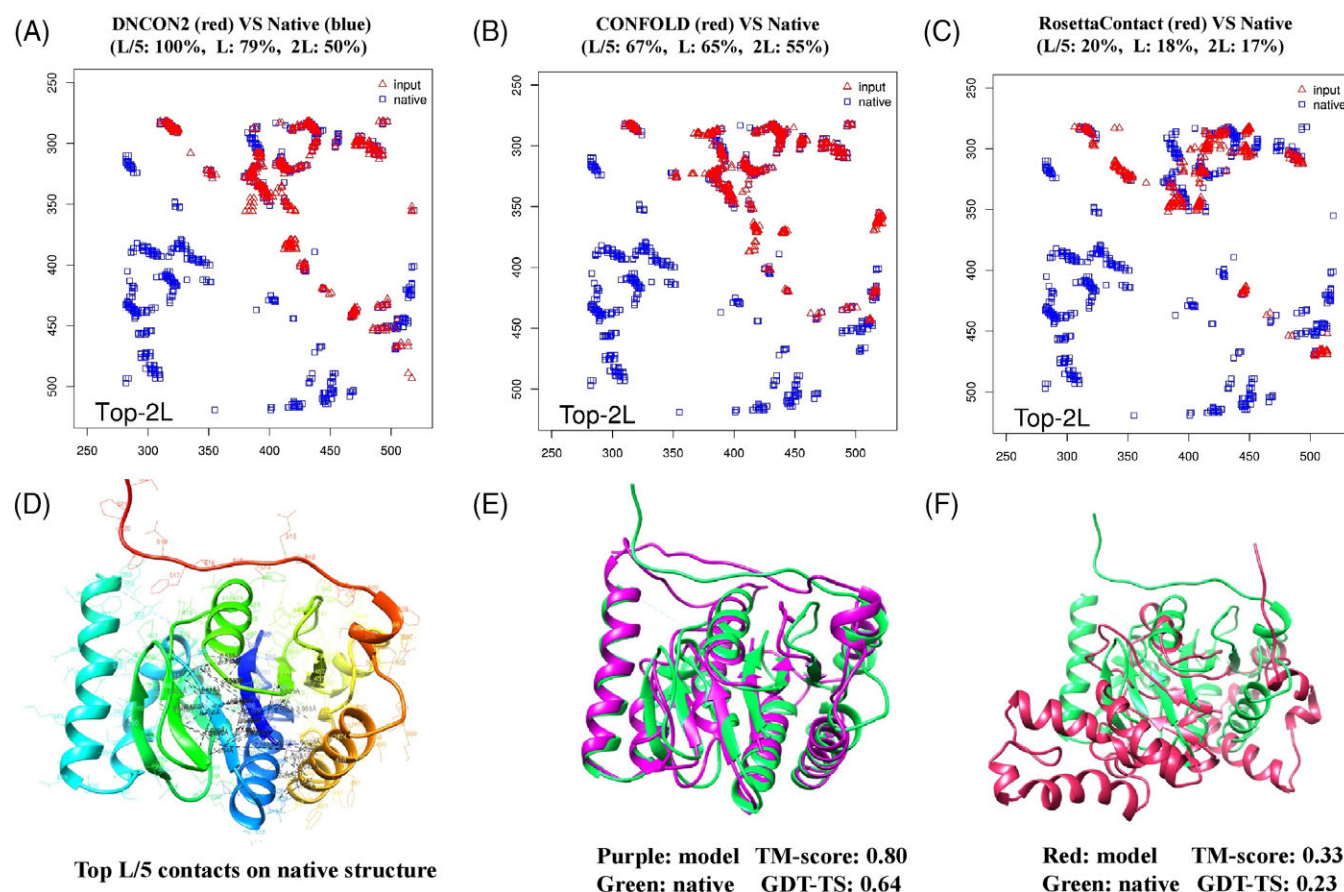 (A)
DNCON2 (red) VS Native (blue)
(L/5: 100%, L: 79%, 2L: 50%)
(B)
CONFOLD (red) VS Native
(L/5: 67%, L: 65%, 2L: 55%)
(C)
RosettaContact (red) VS Native
(L/5: 20%, L: 18%, 2L: 17%)
250
300
350
400
450
500
input
native
Top-2L
250 300 350 400 450 500
250
300
350
400
450
500
input
native
Top-2L
250 300 350 400 450 500
250
300
350
400
450
500
input
native
Top-2L
250 300 350 400 450 500
(D)
Top L/5 contacts on native structure
(E)
Purple: model TM-score: 0.80
Green: native GDT-TS: 0.64
(F)
Red: model TM-score: 0.33
Green: native GDT-TS: 0.23